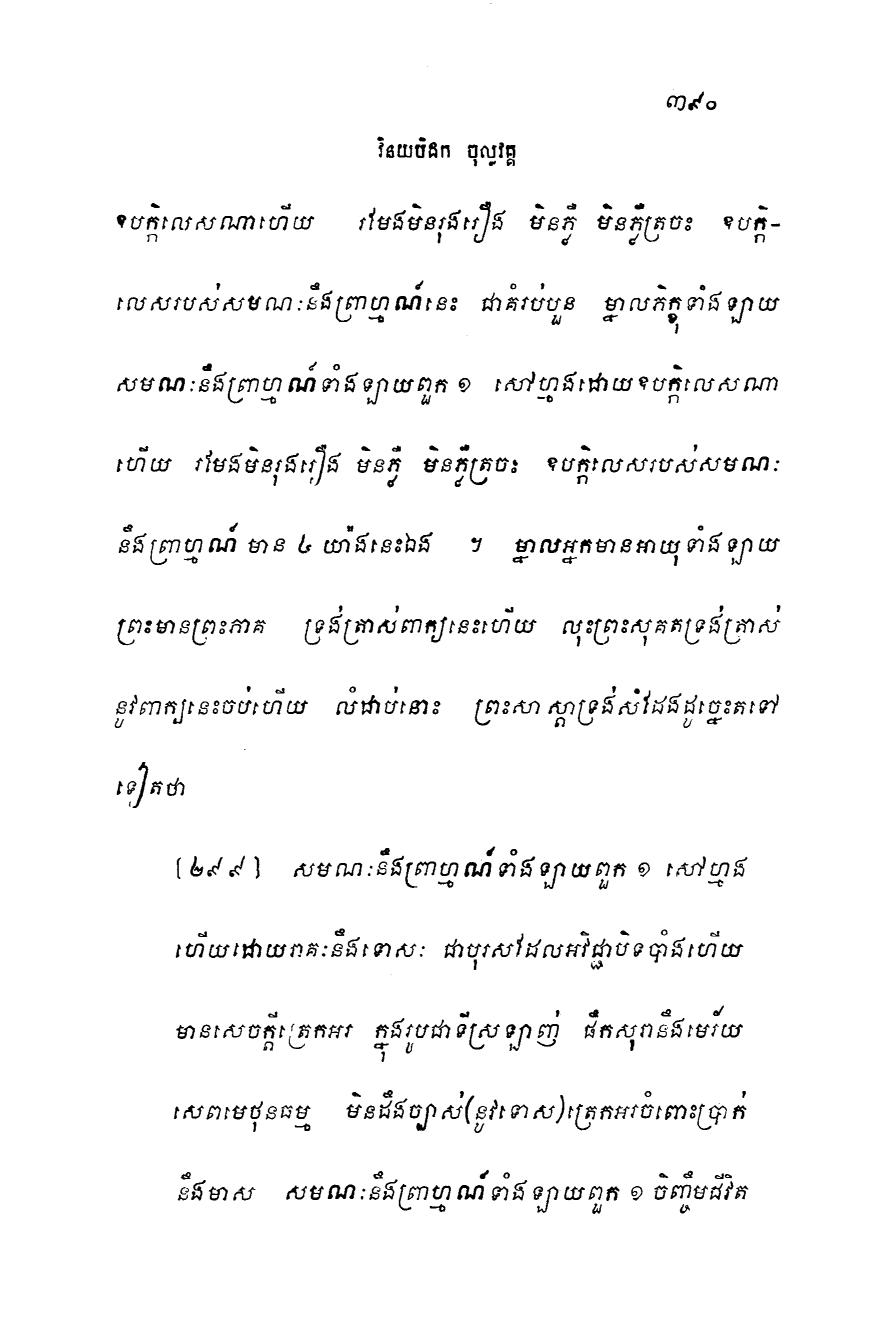 ៣៩០
វិនយបិដក ចុល្លវគ្គ
ឧបក្កិលេសណាហើយ រមែងមិនរុងរឿង មិនភ្លឺ មិនភ្លឺត្រចះ ឧបក្កិ-
លេសរបស់សមណៈនឹងព្រាហ្មណ៍នេះ ជាគំរប់បួន ម្នាលភិក្ខុទាំងឡាយ
សមណៈនឹងព្រាហ្មណ៍ទាំងឡាយពួក ១ សៅហ្មងដោយឧបក្កិលេសណា
ហើយ រមែងមិនរុងរឿង មិនភ្លឺ មិនភ្លឺត្រចះ ឧបក្កិលេសរបស់សមណៈ
នឹងព្រាហ្មណ៍ មាន ៤ យ៉ាងនេះឯង ។ ម្នាលអ្នកមានអាយុទាំងឡាយ
ព្រះមានព្រះភាគ ទ្រង់ត្រាស់ពាក្យនេះហើយ លុះព្រះសុគតទ្រង់ត្រាស់
នូវពាក្យនេះចប់ហើយ លំដាប់នោះ ព្រះសាស្តាទ្រង់សំដែងដូច្នេះតទៅ
ទៀតថា
[២៩៩] សមណៈនឹងព្រាហ្មណ៍ទាំងឡាយពួក ១ សៅហ្មង
ហើយដោយរាគៈនឹងទោសៈ ជាបុរសដែលអវិជ្ជាបិទបាំងហើយ
មានសេចក្តីត្រេកអរ ក្នុងរូបជាទីស្រឡាញ់ ផឹកសុរានឹងមេរ័យ
សេពមេថុនធម្ម មិនដឹងច្បាស់(នូវទោស)ត្រេកអរចំពោះប្រាក់
នឹងមាស សមណៈនឹងព្រាហ្មណ៍ទាំងឡាយពួក ១ ចិញ្ចឹមជីវិត